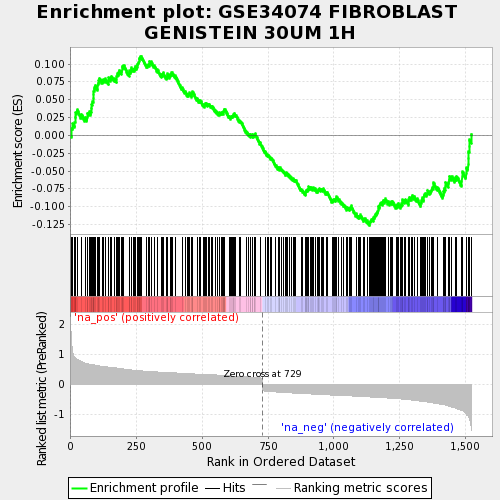 Enrichment plot: GSE34074 FIBROBLAST
GENISTEIN 30UM 1H
Enrichment score (ES)
0.100
0.075
0.050
0.025
0.000
-0.025
-0.050
-0.075
-0.100
-0.125
'na_pos' (positively correlated)
Ranked list metric (PreRanked)
2
1
0
-1
Zero cross at 729
'na_neg' (negatively correlated)
0
250
500
750
1,000
1,250
1,500
Rank in Ordered Dataset
Enrichment profile
Hits
Ranking metric scores